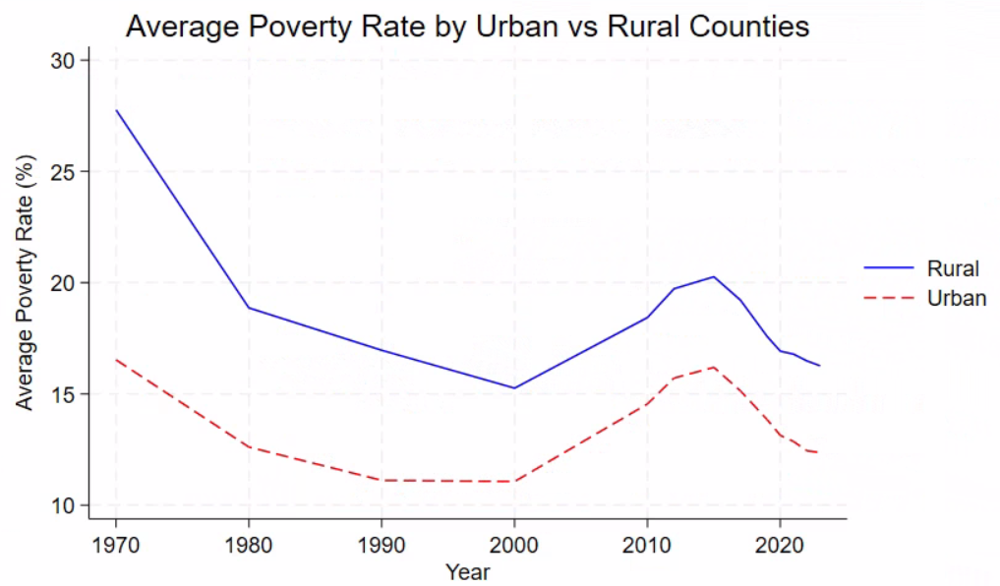 Average Poverty Rate by Urban vs Rural Counties
Average Poverty Rate (%)
30
25
20
15
10
1970 1980 1990 2000 2010 2020
Year
Rural
Urban